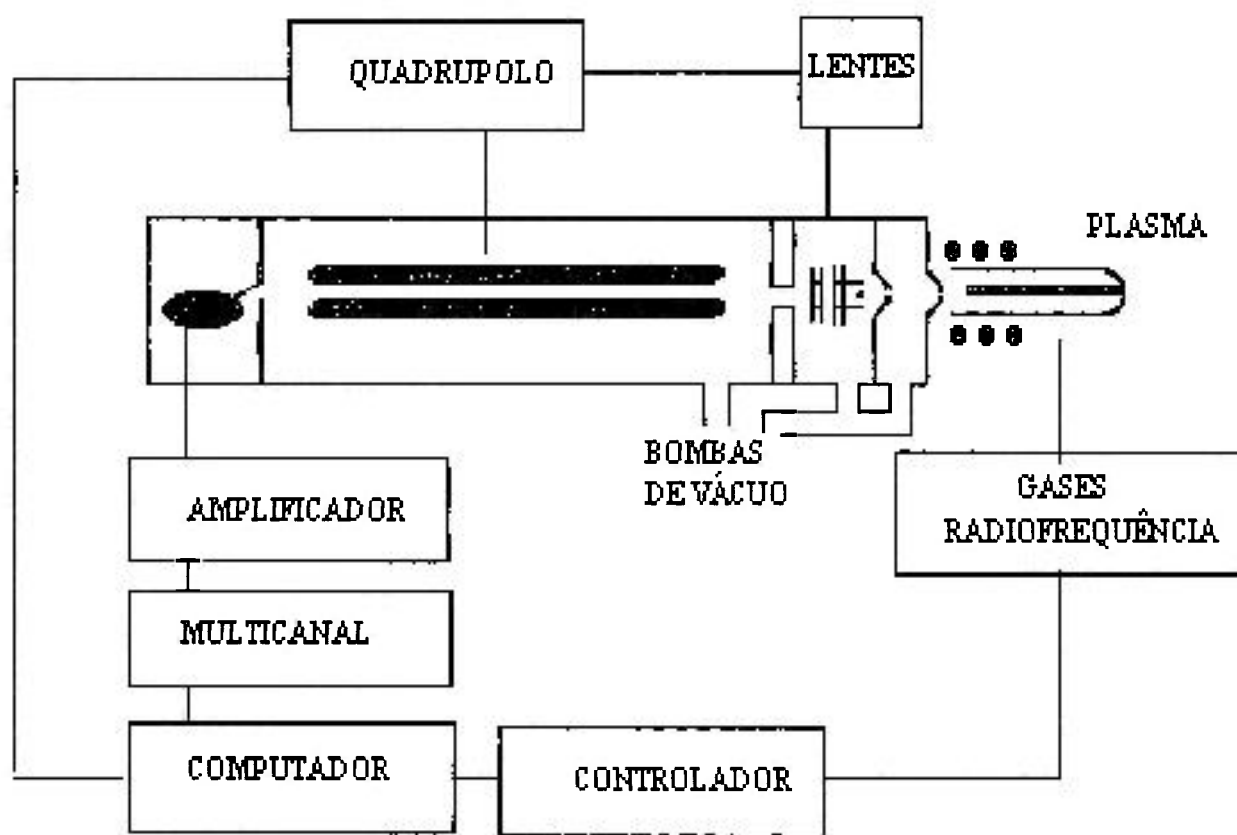 QUADRUPOLO
LENTES
PLASMA
BOMBAS
DE VÁCUO
GASES
RADIOFREQUÊNCIA
AMPLIFICADOR
MULTICANAL
COMPUTADOR
CONTROLADOR